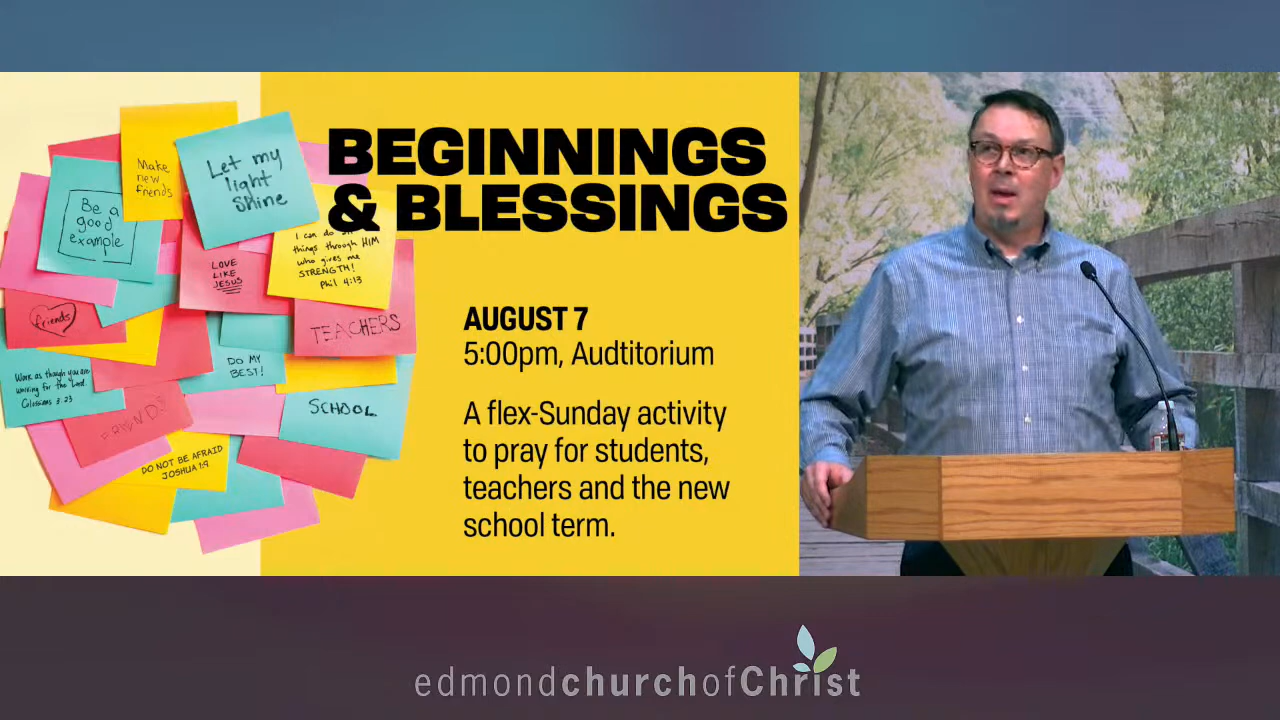 Make
new
friends
Let my
light
Shine
Be a
good
example
BEGINNINGS
& BLESSINGS
I can do all
things through HIM
who gives me
STRENGTH!
Phil 4:13
LOVE
LIKE
JESUS
friends
TEACHERS
AUGUST 7
5:00pm, Audtitorium
Work as though you are
working for the Lord.
Colossians 3:23
DO MY
BEST!
FRIENDS
SCHOOL
DO NOT BE AFRAID
JOSHUA 1:9
A flex-Sunday activity
to pray for students,
teachers and the new
school term.
edmondchurchofChrist